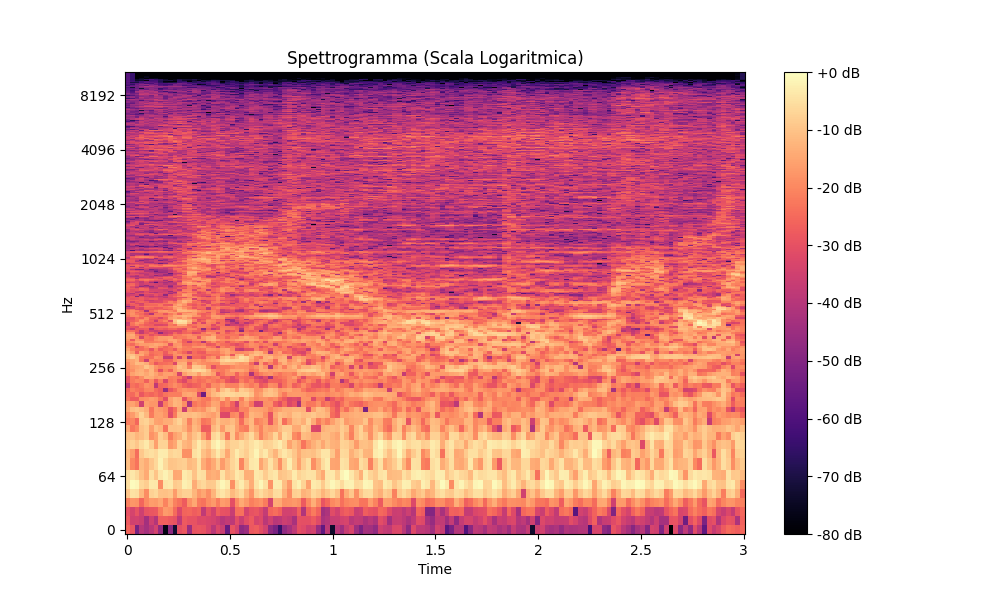 Spettrogramma (Scala Logaritmica)
Hz
8192
4096
2048
1024
512
256
128
64
0
0
0.5
1
1.5
2
2.5
3
Time
+0 dB
-10 dB
-20 dB
-30 dB
-40 dB
-50 dB
-60 dB
-70 dB
-80 dB